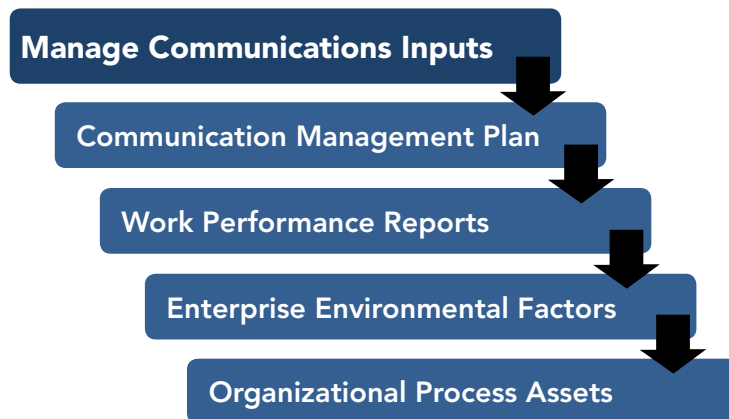 Manage Communications Inputs
Communication Management Plan
Work Performance Reports
Enterprise Environmental Factors
Organizational Process Assets